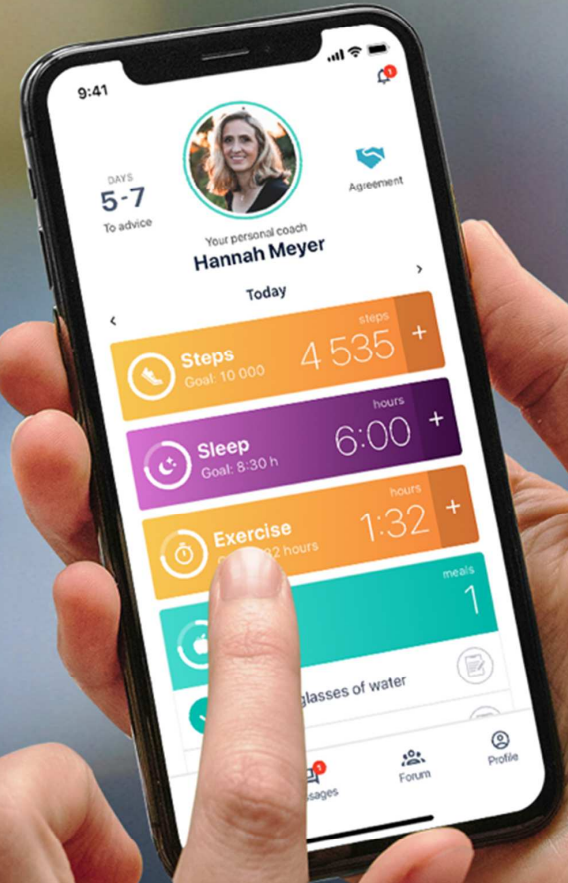 9:41
1
DAYS
5-7
To advice
Agreement
Your personal coach
Hannah Meyer
Today
Steps
Goal: 10 000
steps
4 535
+
Sleep
Goal: 8:30 h
hours
6:00
+
Exercise
hours
hours
1:32
+
meals
1
glasses of water
1
Forum
Profile